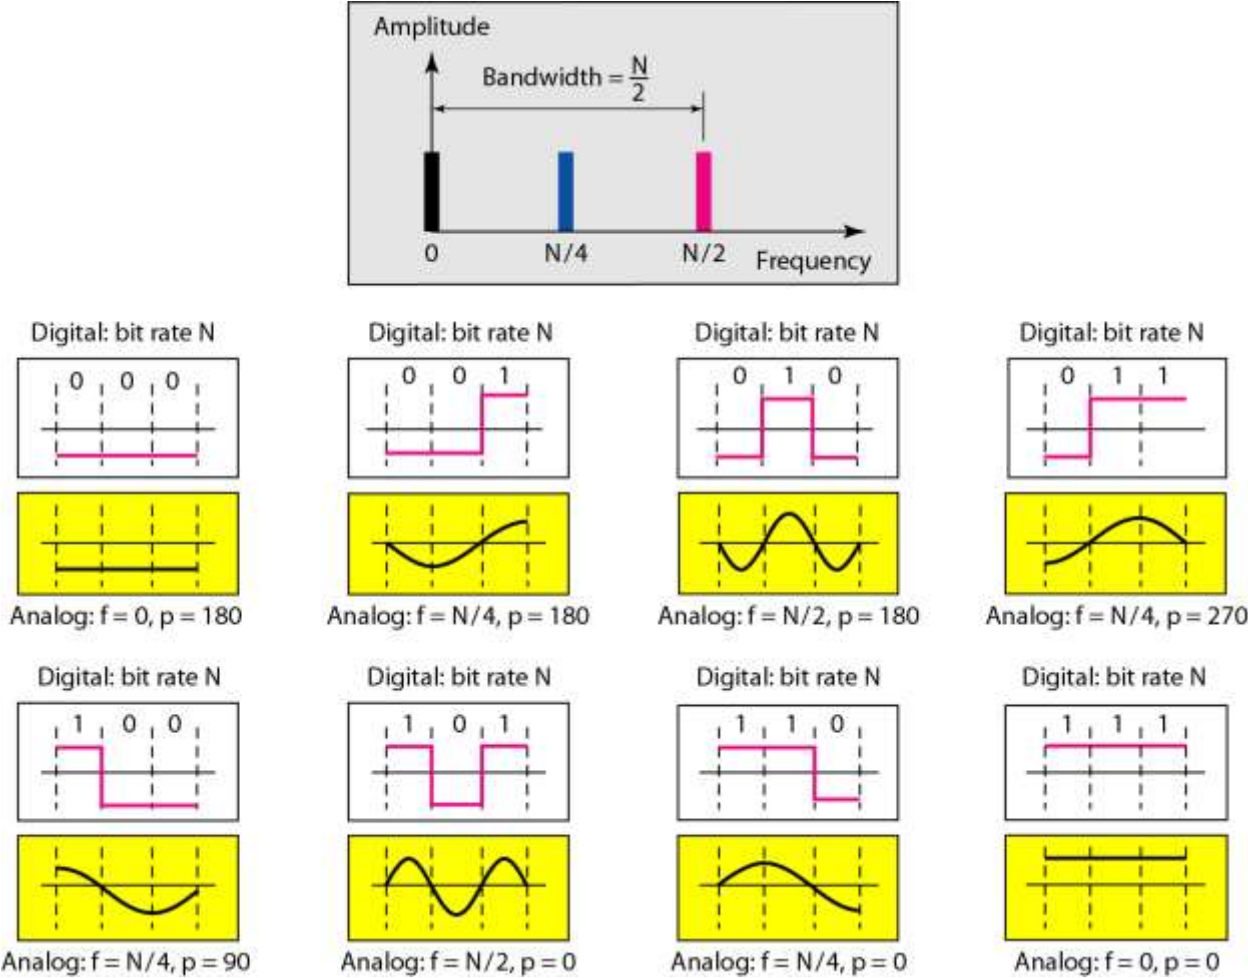 Amplitude
Bandwidth = N/2
0 N/4 N/2 Frequency
Digital: bit rate N Digital: bit rate N Digital: bit rate N Digital: bit rate N
0 0 0 0 0 1 0 1 0 0 1 1
Analog: f = 0, p = 180 Analog: f = N/4, p = 180 Analog: f = N/2, p = 180 Analog: f = N/4, p = 270
Digital: bit rate N Digital: bit rate N Digital: bit rate N Digital: bit rate N
1 0 0 1 0 1 1 1 0 1 1 1
Analog: f = N/4, p = 90 Analog: f = N/2, p = 0 Analog: f = N/4, p = 0 Analog: f = 0, p = 0